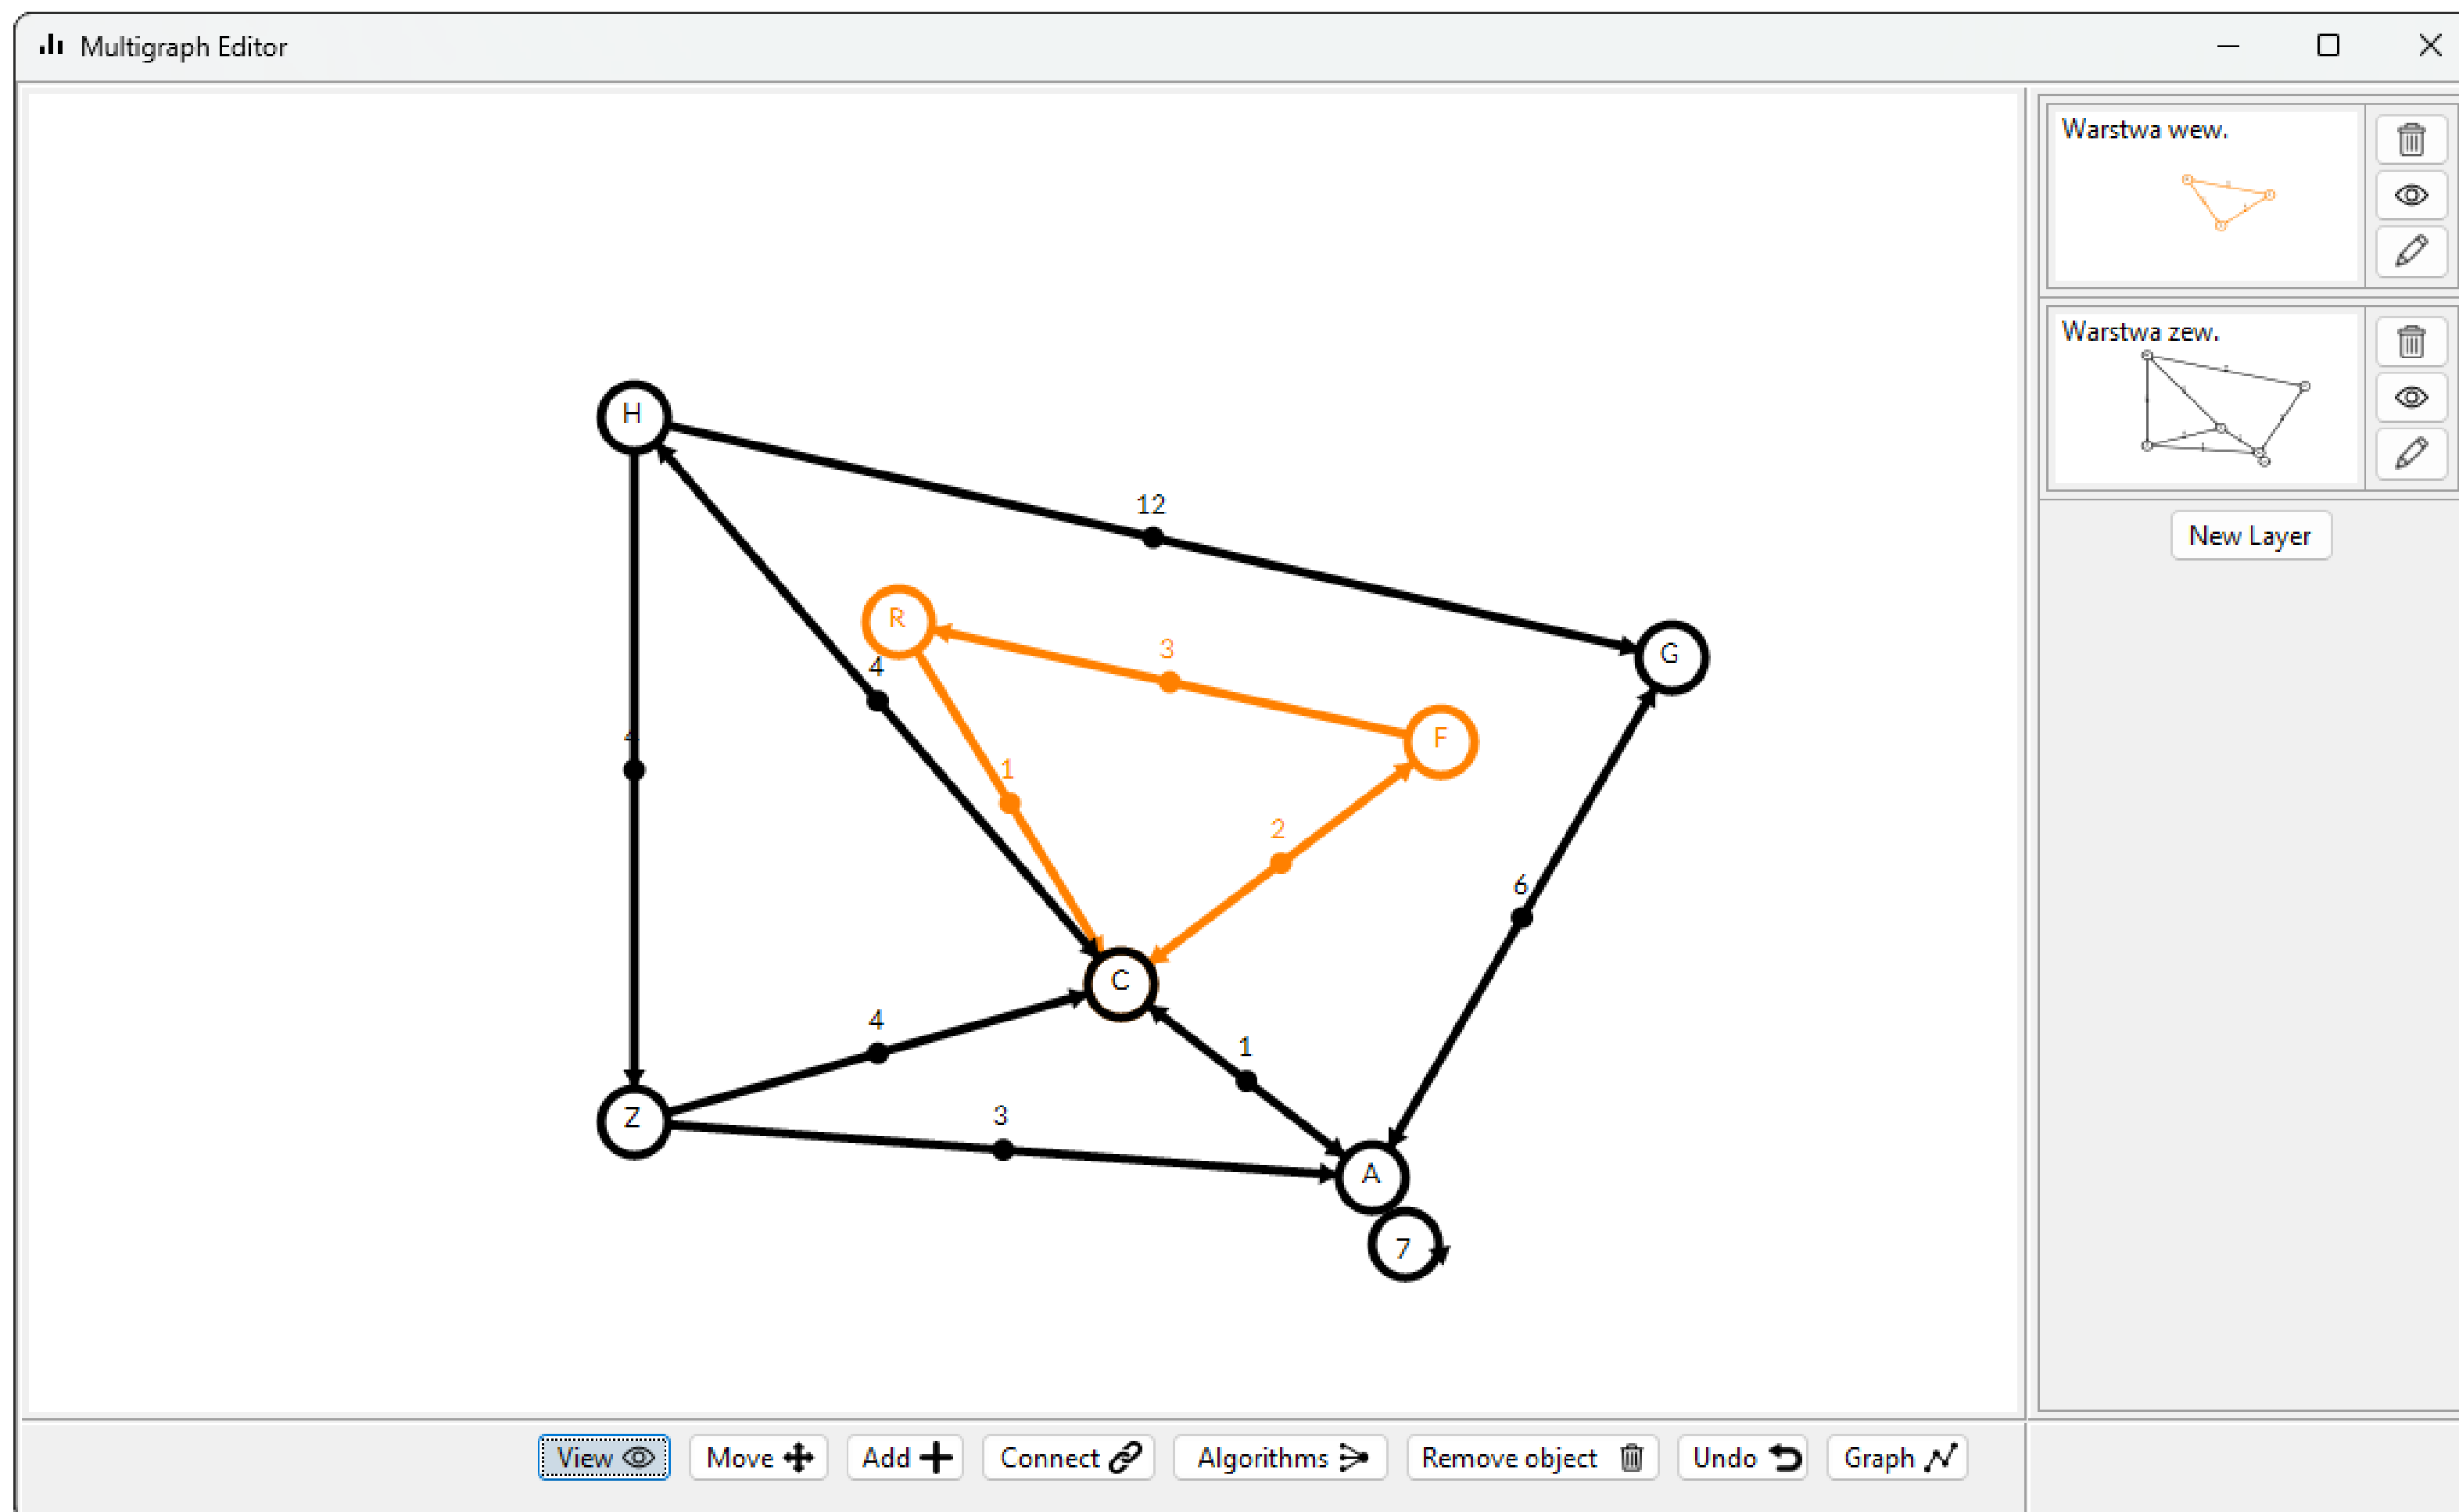 Multigraph Editor
Warstwa wew.
Warstwa zew.
New Layer
H
12
R
3
G
4
F
4
1
2
6
C
4
1
Z
3
A
7
View
Move
Add
Connect
Algorithms
Remove object
Undo
Graph